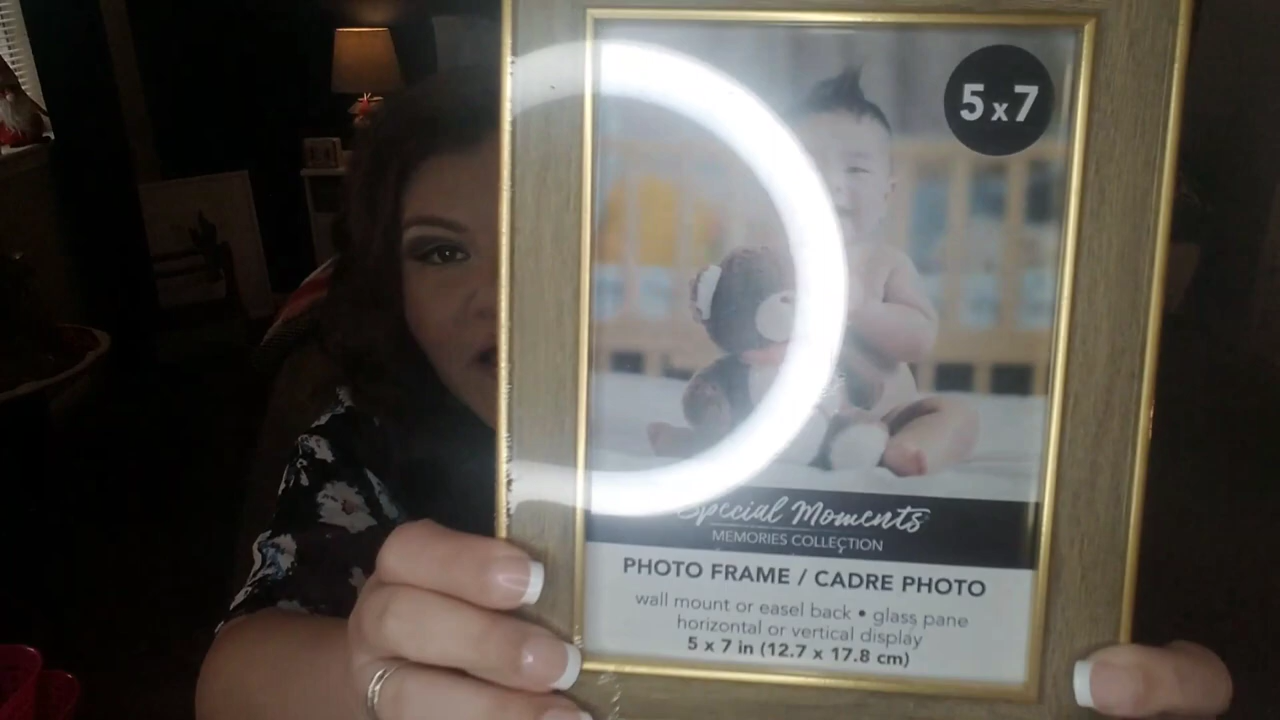 5x7
Special Moments
MEMORIES COLLECTION
PHOTO FRAME / CADRE PHOTO
wall mount or easel back • glass pane
horizontal or vertical display
5 x 7 in (12.7 x 17.8 cm)